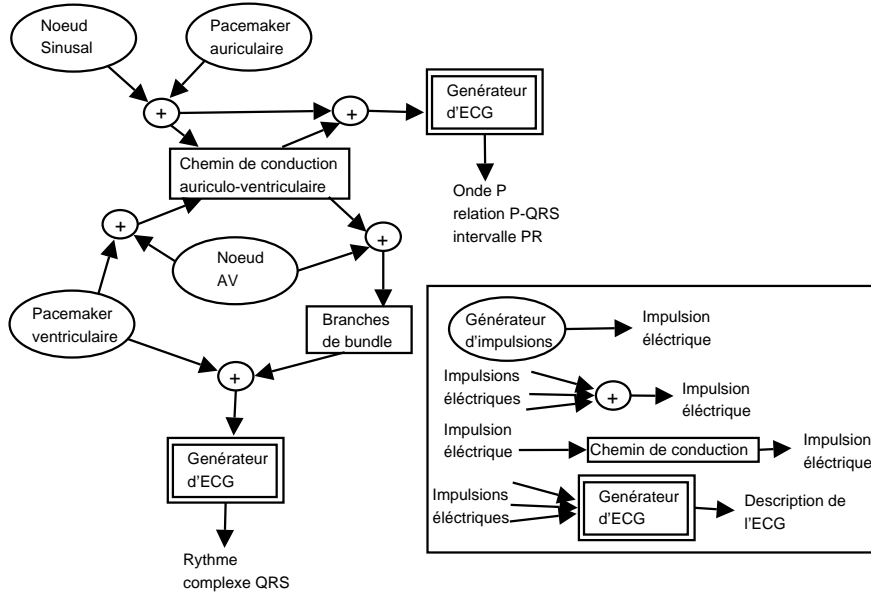 Noeud
Sinusal
Pacemaker
auriculaire
+
+
Genérateur
d'ECG
Chemin de conduction
auriculo-ventriculaire
Onde P
relation P-QRS
intervalle PR
+
+
Noeud
AV
Pacemaker
ventriculaire
Branches
de bundle
+
Genérateur
d'ECG
Rythme
complexe QRS
Générateur
d'impulsions
Impulsion
éléctrique
Impulsions
éléctriques
+
Impulsion
éléctrique
Impulsion
éléctrique
Chemin de conduction
Impulsion
éléctrique
Impulsions
éléctriques
Genérateur
d'ECG
Description de
l'ECG